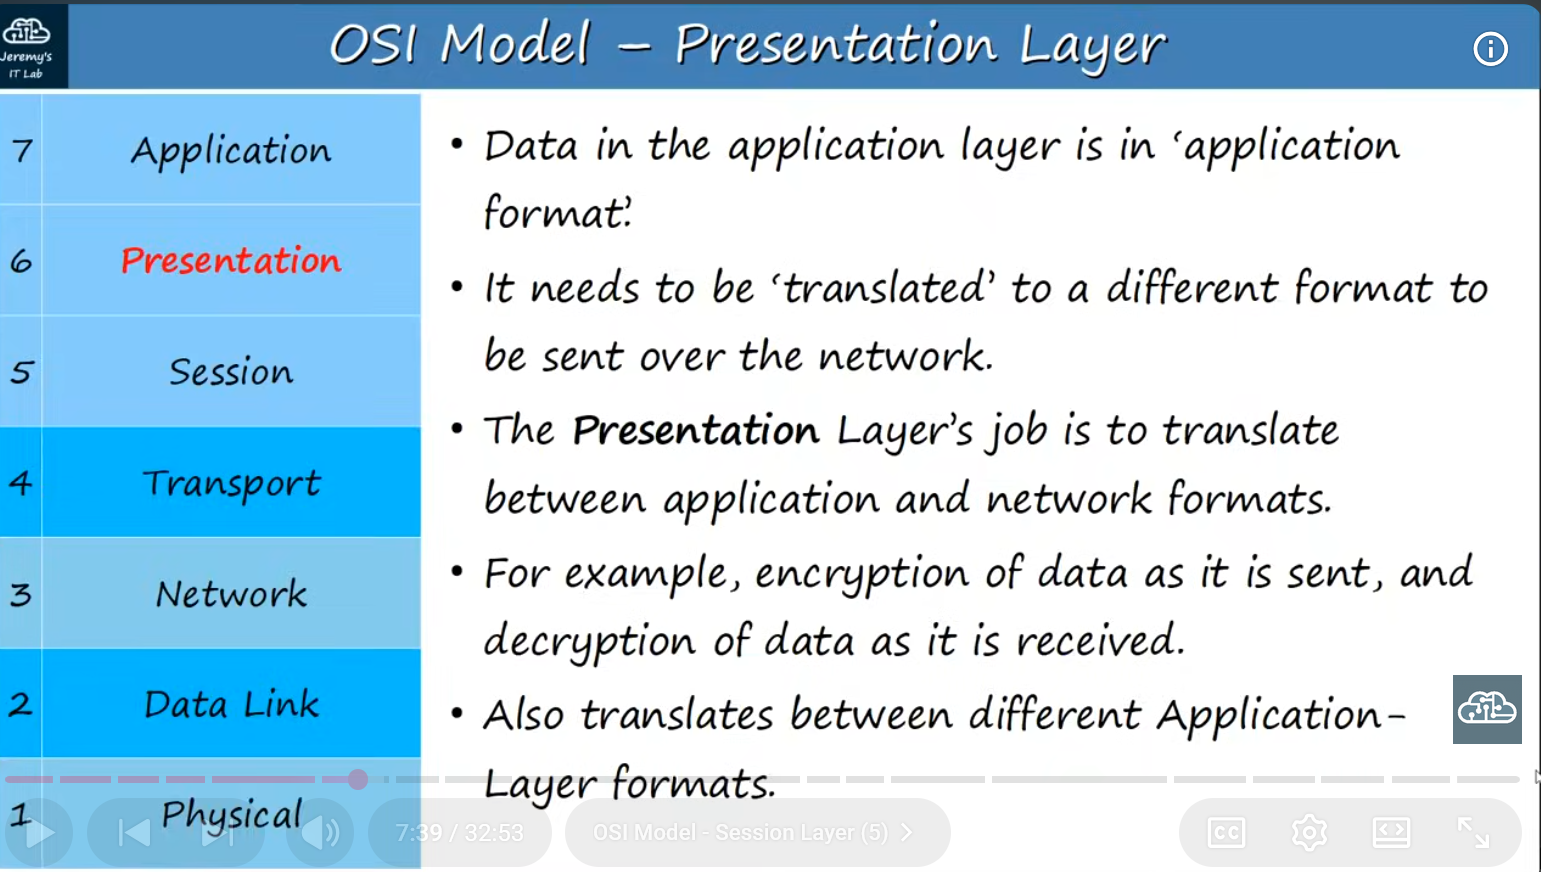 Jeremy's
IT Lab
OSI Model – Presentation Layer
7 Application
6 Presentation
5 Session
4 Transport
3 Network
2 Data Link
1 Physical
• Data in the application layer is in ‘application
format’.
• It needs to be ‘translated’ to a different format to
be sent over the network.
• The Presentation Layer’s job is to translate
between application and network formats.
• For example, encryption of data as it is sent, and
decryption of data as it is received.
• Also translates between different Application-
Layer formats.
7:39 / 32:53
OSI Model - Session Layer (5)
CC